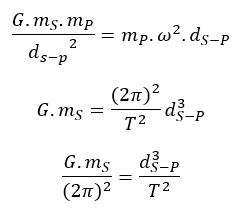 G.m_S.m_P / d_{s-p}^2 = m_P.ω^2.d_{S-P}
G.m_S = (2π)^2 / T^2 d_{S-P}^3
G.m_S / (2π)^2 = d_{S-P}^3 / T^2